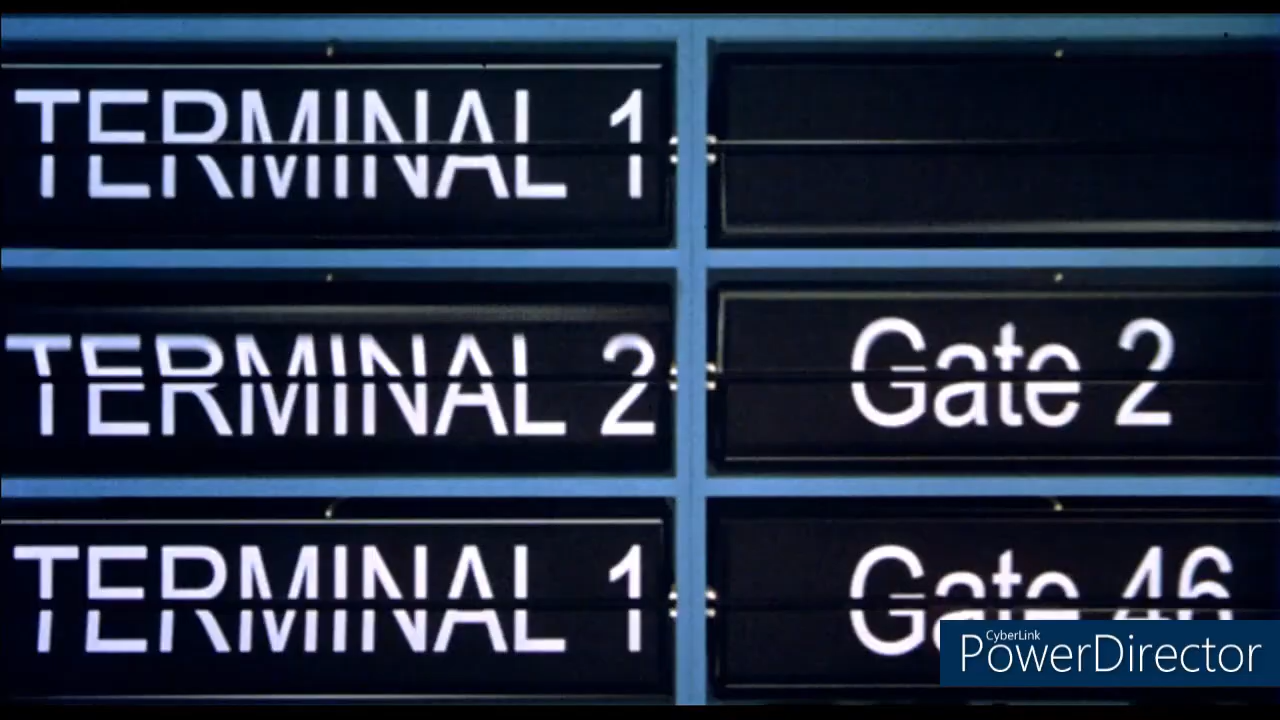 TERMINAL 1
TERMINAL 2 Gate 2
TERMINAL 1 Gate 46
CyberLink
PowerDirector